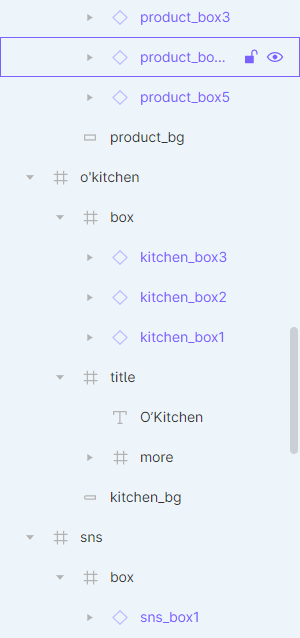 product_box3
product_bo...
product_box5
product_bg
o'kitchen
box
kitchen_box3
kitchen_box2
kitchen_box1
title
O’Kitchen
more
kitchen_bg
sns
box
sns_box1